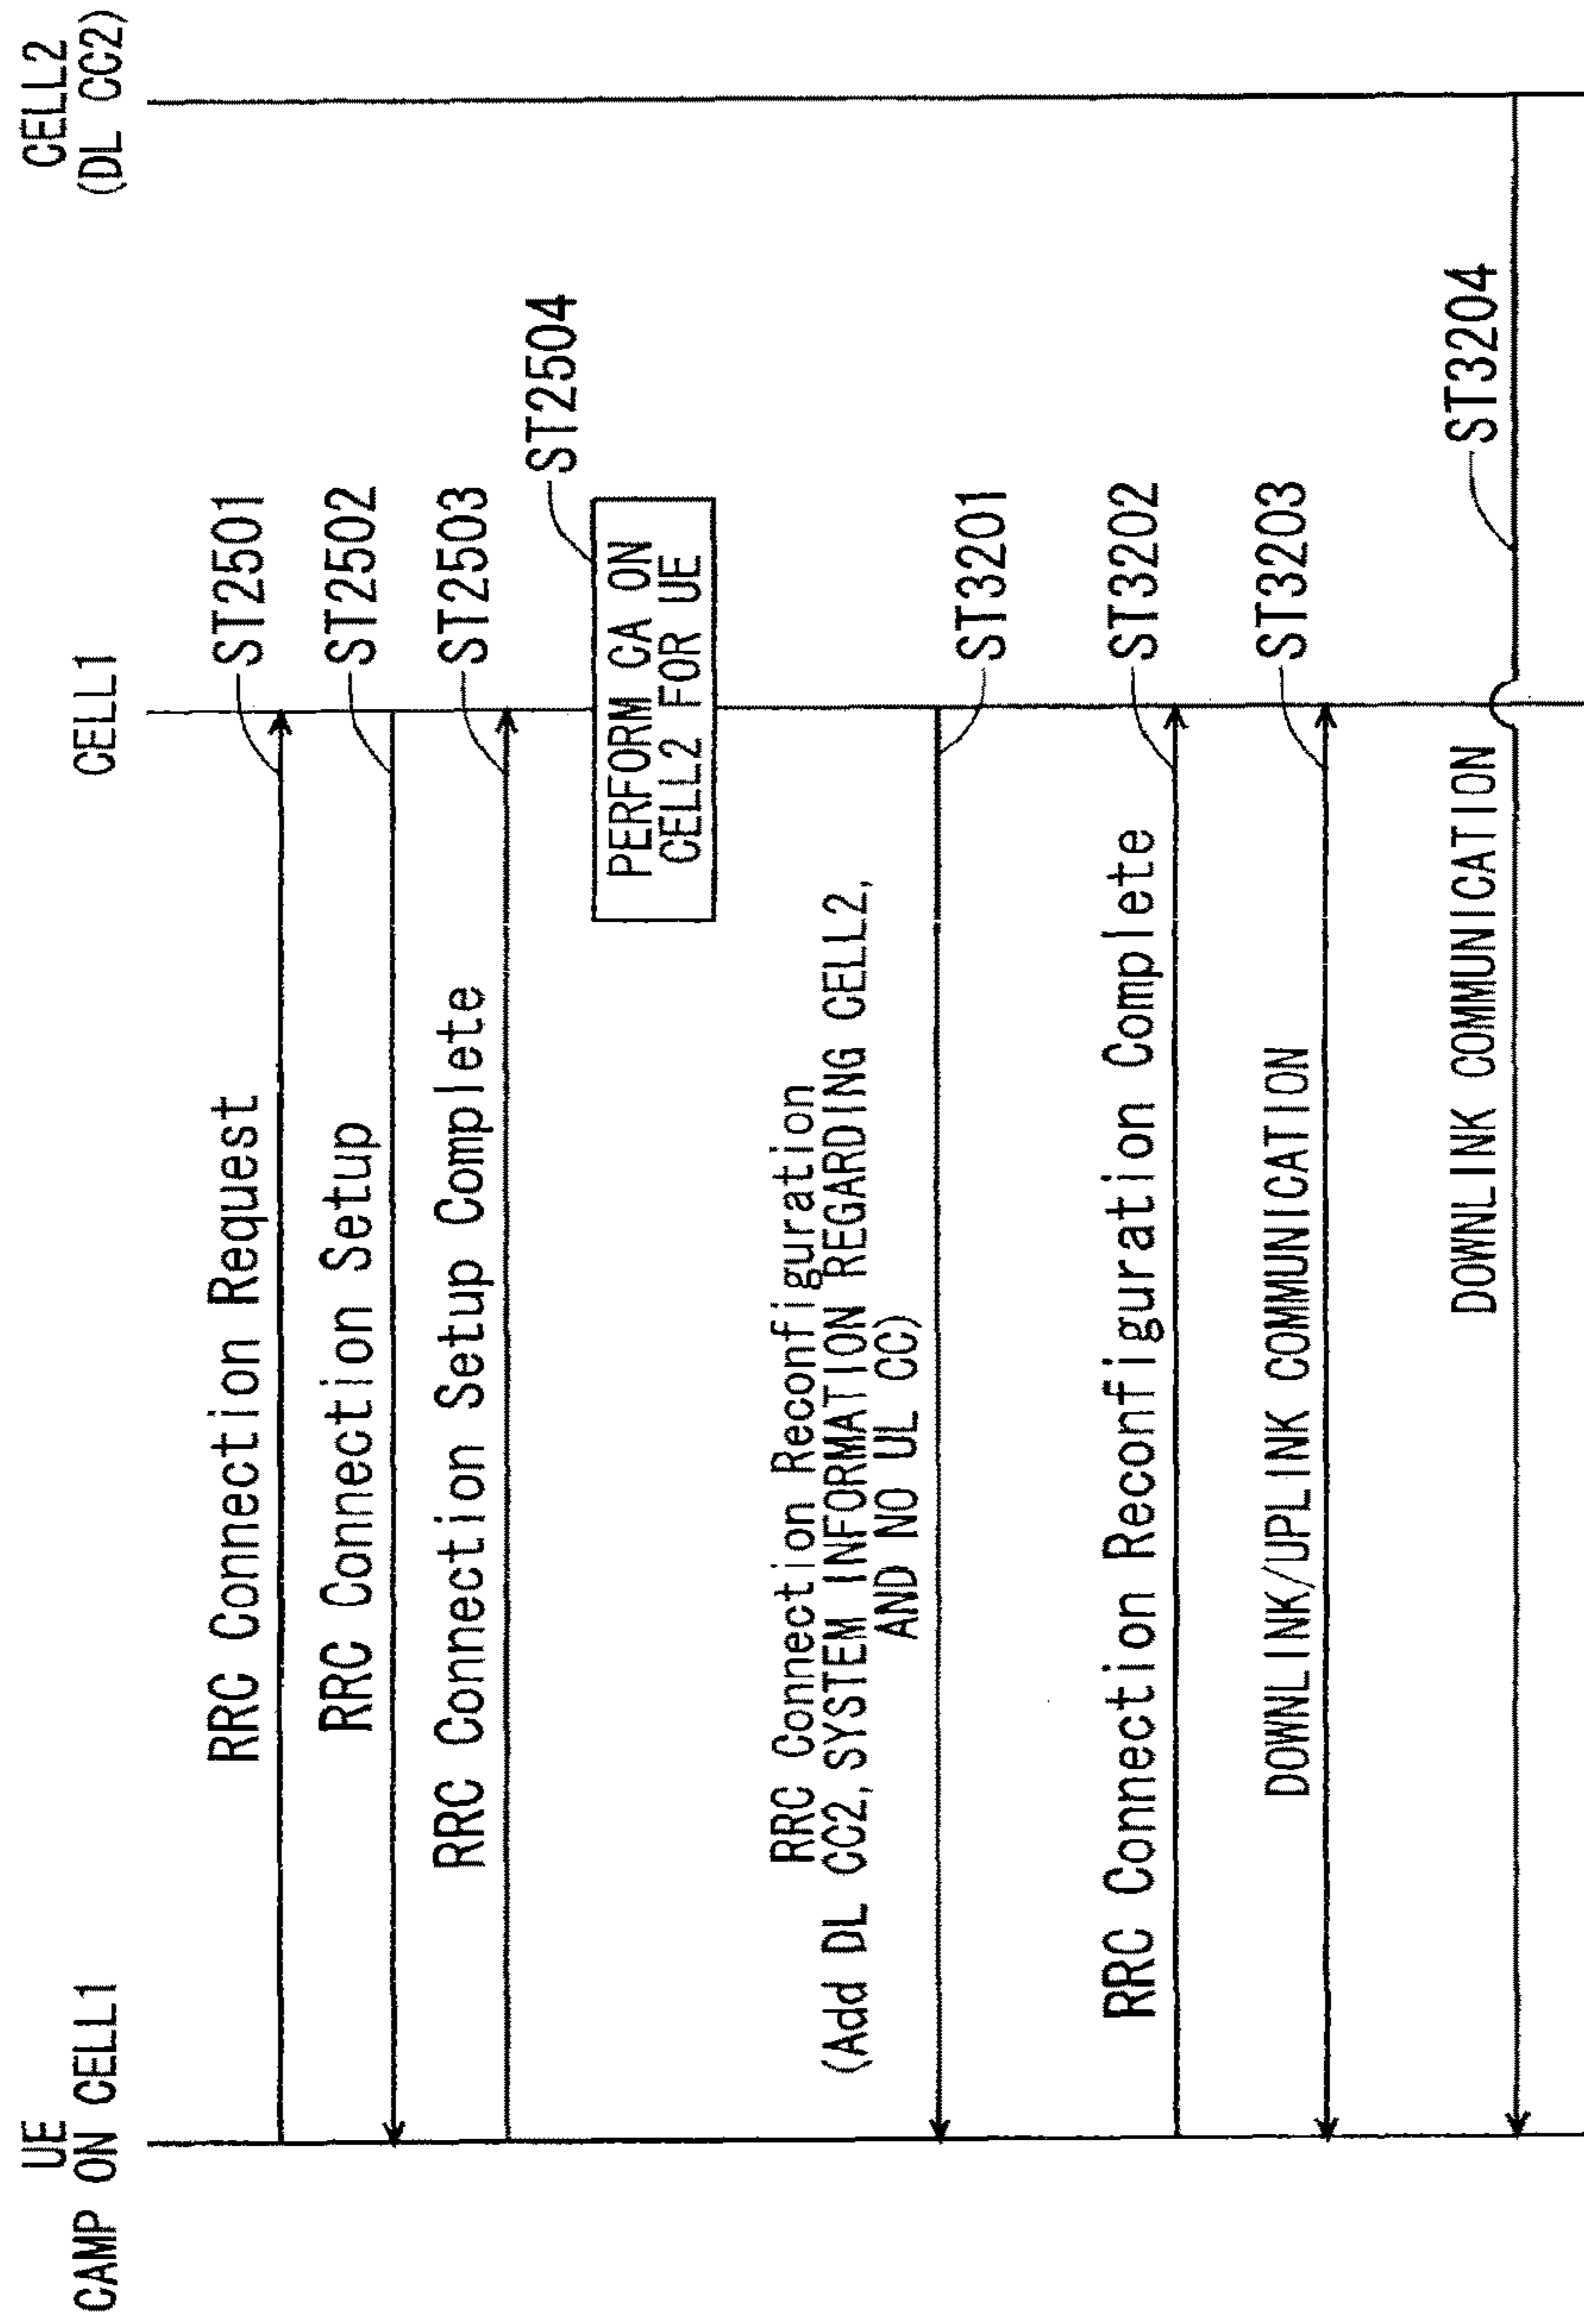 UE
CAMP ON CELL1
CELL1
CELL2
(DL CC2)
RRC Connection Request
ST2501
RRC Connection Setup
ST2502
RRC Connection Setup Complete
ST2503
ST2504
PERFORM CA ON
CELL2 FOR UE
RRC Connection Reconfiguration
(Add DL CC2, SYSTEM INFORMATION REGARDING CELL2,
AND NO UL CC)
ST3201
RRC Connection Reconfiguration Complete
ST3202
DOWNLINK/UPLINK COMMUNICATION
ST3203
DOWNLINK COMMUNICATION
ST3204